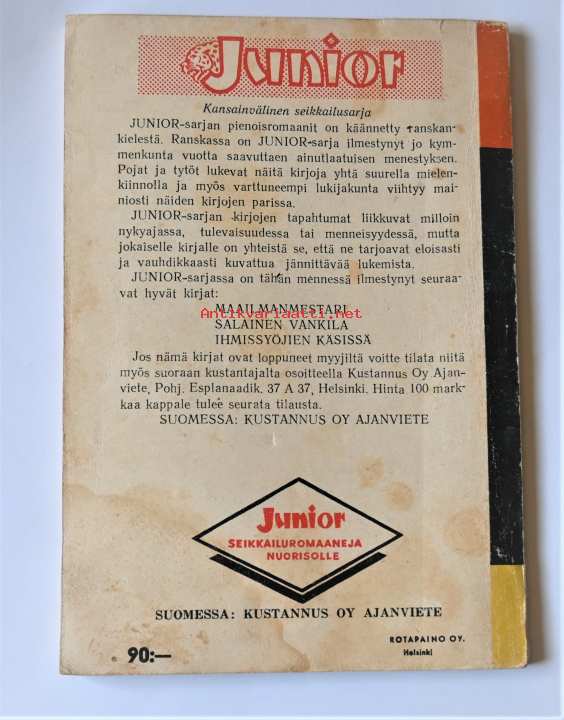 Junior
Kansainvälinen seikkailusarja
JUNIOR-sarjan pienoisromaanit on käännetty ranskan-
kielestä. Ranskassa on JUNIOR-sarja ilmestynyt jo kym-
menkunta vuotta saavuttaen ainutlaatuisen menestyksen.
Pojat ja tytöt lukevat näitä kirjoja yhtä suurella mielen-
kiinnolla ja myös varttuneempi lukijakunta viihtyy mai-
niosti näiden kirjojen parissa.
JUNIOR-sarjan kirjojen tapahtumat liikkuvat milloin
nykyajassa, tulevaisuudessa tai menneisyydessä, mutta
jokaiselle kirjalle on yhteistä se, että ne tarjoavat eloisasti
ja vauhdikkaasti kuvattua jännittävää lukemista.
JUNIOR-sarjassa on tähän mennessä ilmestynyt seuraa-
vat hyvät kirjat:
MAAILMANMESTARI
Antikvariaatti.net
SALAINEN VANKILA
IHMISSYÖJIEN KÄSISSÄ
Jos nämä kirjat ovat loppuneet myyjiltä voitte tilata niitä
myös suoraan kustantajalta osoitteella Kustannus Oy Ajan-
viete, Pohj. Esplanaadik. 37 A 37, Helsinki. Hinta 100 mark-
kaa kappale tulee seurata tilausta.
SUOMESSA: KUSTANNUS OY AJANVIETE
Junior
SEIKKAILUROMAANEJA
NUORISOLLE
SUOMESSA: KUSTANNUS OY AJANVIETE
ROTAPAINO OY.
Helsinki
90:—